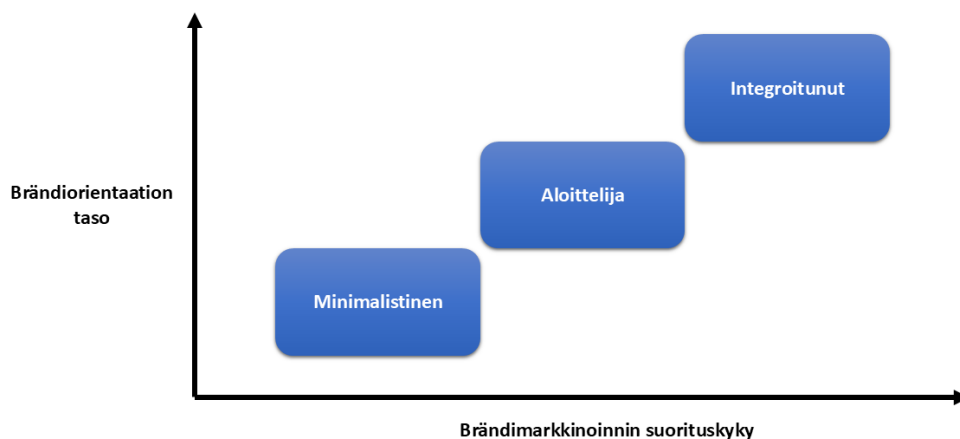 Integroitunut
Aloittelija
Brändiorientaation
taso
Minimalistinen
Brändimarkkinoinnin suorituskyky